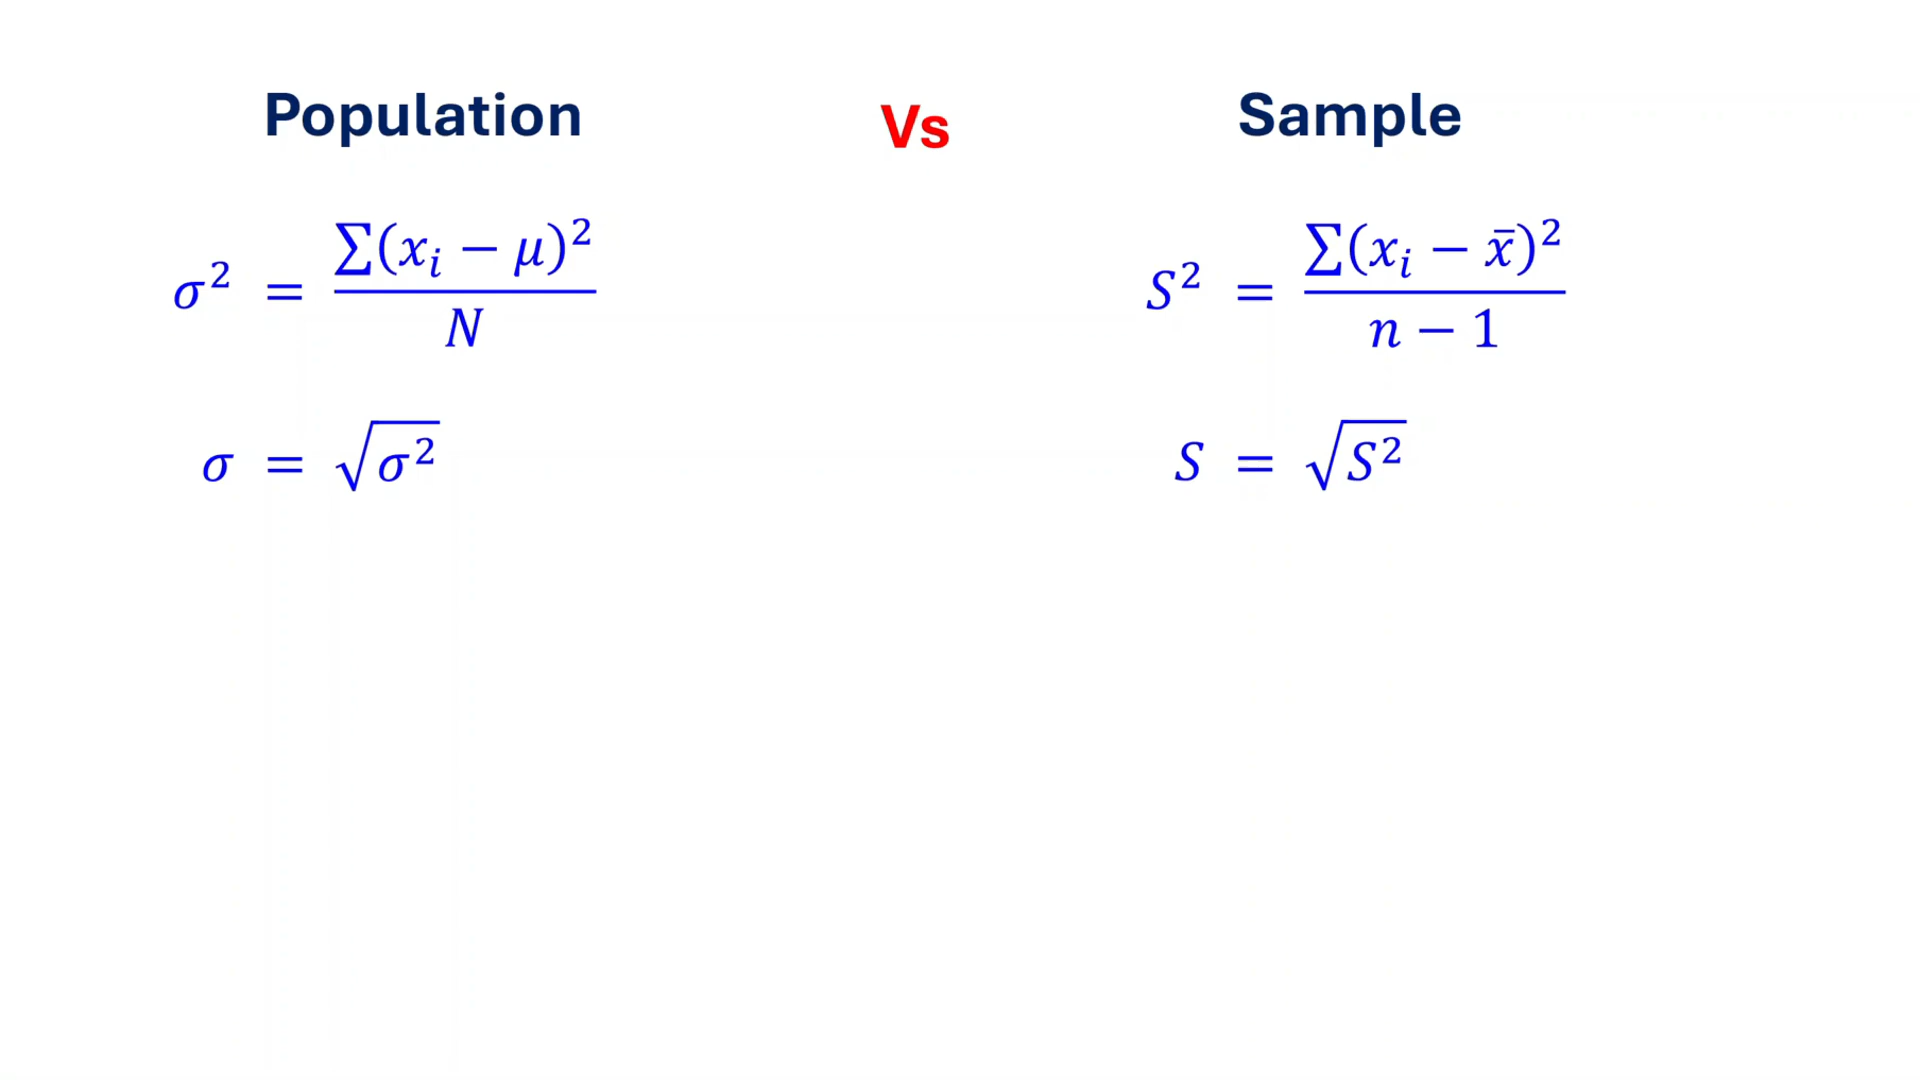 Population Vs Sample
σ² = ∑(xᵢ − μ)² / N
S² = ∑(xᵢ − x̄)² / n − 1
σ = √σ²
S = √S²